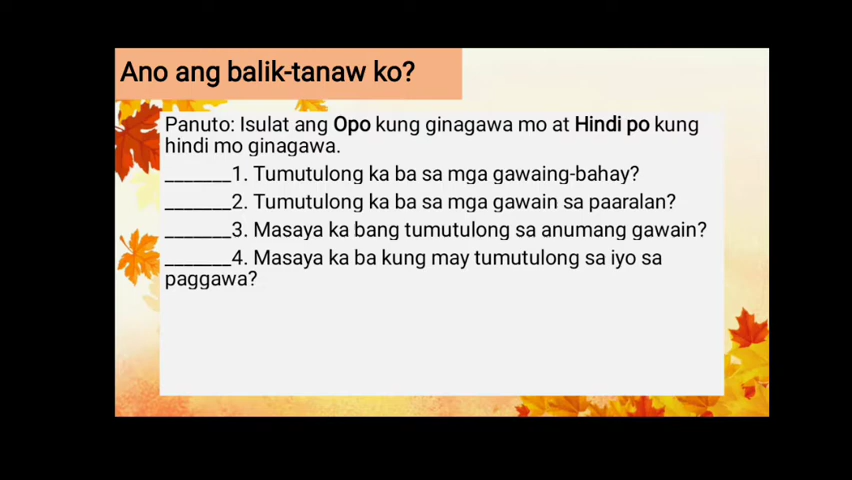 Ano ang balik-tanaw ko?
Panuto: Isulat ang Opo kung ginagawa mo at Hindi po kung
hindi mo ginagawa.
_______1. Tumutulong ka ba sa mga gawaing-bahay?
_______2. Tumutulong ka ba sa mga gawain sa paaralan?
_______3. Masaya ka bang tumutulong sa anumang gawain?
_______4. Masaya ka ba kung may tumutulong sa iyo sa
paggawa?